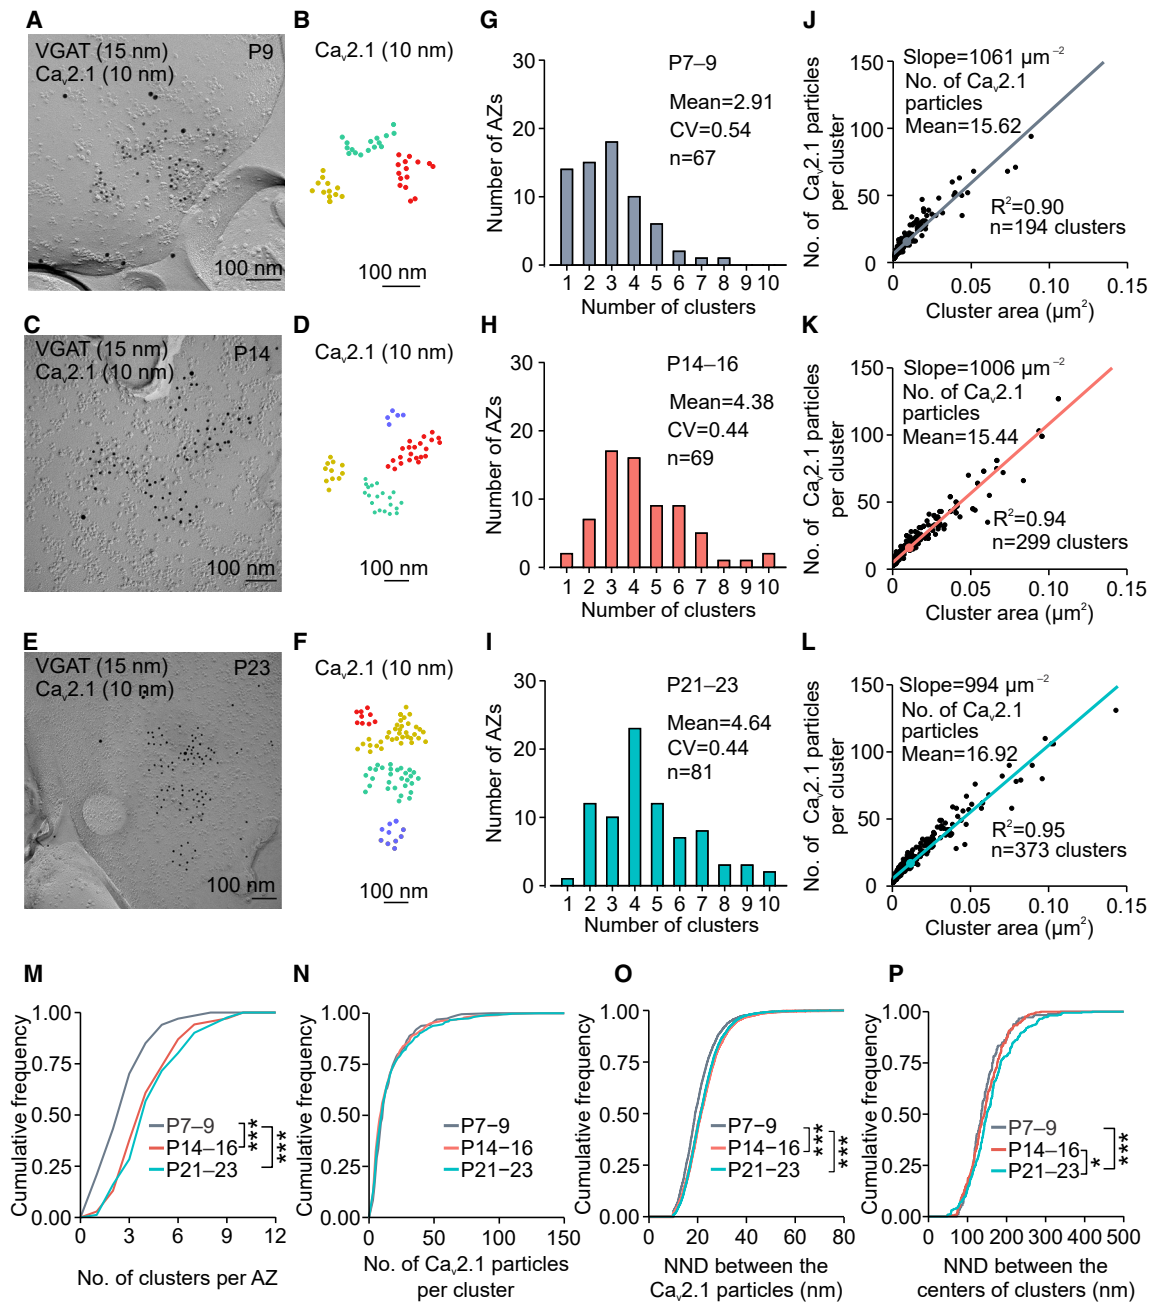 A
VGAT (15 nm)
Caᵥ2.1 (10 nm)
P9
100 nm
B
Caᵥ2.1 (10 nm)
100 nm
G
30
20
10
0
Number of AZs
P7–9
Mean=2.91
CV=0.54
n=67
1 2 3 4 5 6 7 8 9 10
Number of clusters
J
150
100
50
0
No. of Caᵥ2.1 particles
per cluster
Slope=1061 µm⁻²
No. of Caᵥ2.1
particles
Mean=15.62
R²=0.90
n=194 clusters
0 0.05 0.10 0.15
Cluster area (µm²)
C
VGAT (15 nm)
Caᵥ2.1 (10 nm)
P14
100 nm
D
Caᵥ2.1 (10 nm)
100 nm
H
30
20
10
0
Number of AZs
P14–16
Mean=4.38
CV=0.44
n=69
1 2 3 4 5 6 7 8 9 10
Number of clusters
K
150
100
50
0
No. of Caᵥ2.1 particles
per cluster
Slope=1006 µm⁻²
No. of Caᵥ2.1
particles
Mean=15.44
R²=0.94
n=299 clusters
0 0.05 0.10 0.15
Cluster area (µm²)
E
VGAT (15 nm)
Caᵥ2.1 (10 nm)
P23
100 nm
F
Caᵥ2.1 (10 nm)
100 nm
I
30
20
10
0
Number of AZs
P21–23
Mean=4.64
CV=0.44
n=81
1 2 3 4 5 6 7 8 9 10
Number of clusters
L
150
100
50
0
No. of Caᵥ2.1 particles
per cluster
Slope=994 µm⁻²
No. of Caᵥ2.1
particles
Mean=16.92
R²=0.95
n=373 clusters
0 0.05 0.10 0.15
Cluster area (µm²)
M
1.00
0.75
0.50
0.25
0.00
Cumulative frequency
P7–9
P14–16
P21–23
***
***
0 3 6 9 12
No. of clusters per AZ
N
1.00
0.75
0.50
0.25
0.00
Cumulative frequency
P7–9
P14–16
P21–23
0 50 100 150
No. of Caᵥ2.1 particles
per cluster
O
1.00
0.75
0.50
0.25
0.00
Cumulative frequency
P7–9
P14–16
P21–23
***
***
0 20 40 60 80
NND between the
Caᵥ2.1 particles (nm)
P
1.00
0.75
0.50
0.25
0.00
Cumulative frequency
P7–9
P14–16
P21–23
*
***
0 100 200 300 400 500
NND between the
centers of clusters (nm)